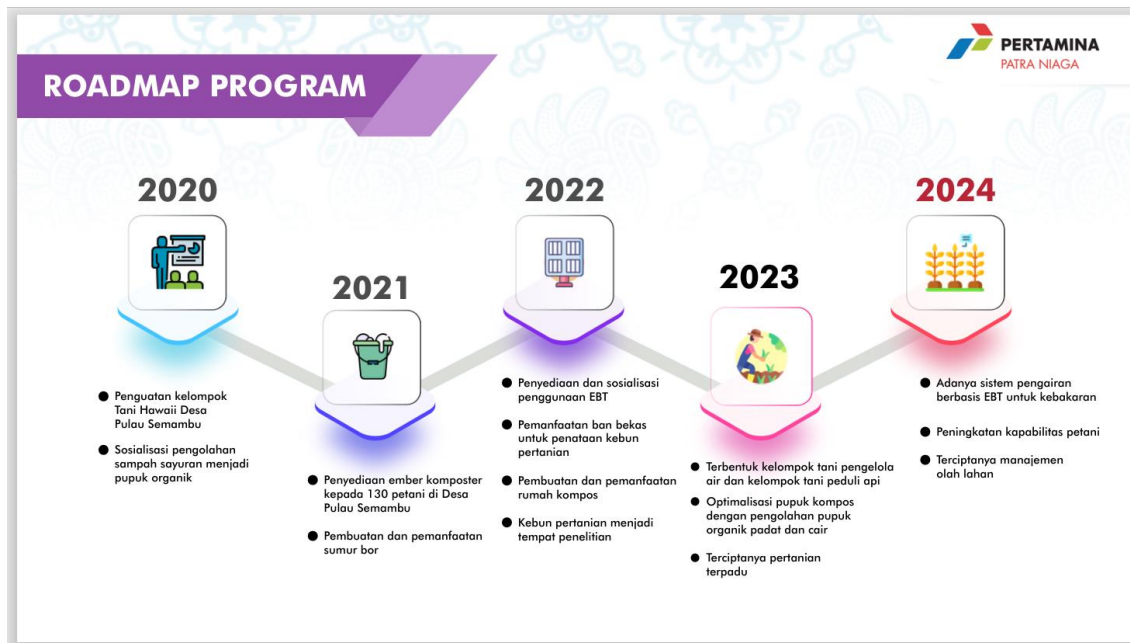 PERTAMINA
PATRA NIAGA
ROADMAP PROGRAM
2020
● Penguatan kelompok
Tani Hawaii Desa
Pulau Semambu
● Sosialisasi pengolahan
sampah sayuran menjadi
pupuk organik
2021
● Penyediaan ember komposter
kepada 130 petani di Desa
Pulau Semambu
● Pembuatan dan pemanfaatan
sumur bor
2022
● Penyediaan dan sosialisasi
penggunaan EBT
● Pemanfaatan ban bekas
untuk penataan kebun
pertanian
● Pembuatan dan pemanfaatan
rumah kompos
● Kebun pertanian menjadi
tempat penelitian
2023
● Terbentuk kelompok tani pengelola
air dan kelompok tani peduli api
● Optimalisasi pupuk kompos
dengan pengolahan pupuk
organik padat dan cair
● Terciptanya pertanian
terpadu
2024
● Adanya sistem pengairan
berbasis EBT untuk kebakaran
● Peningkatan kapabilitas petani
● Terciptanya manajemen
olah lahan